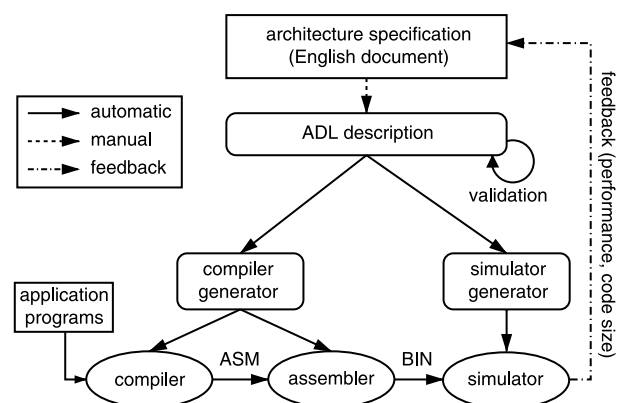 architecture specification
(English document)
automatic
manual
feedback
ADL description
validation
feedback (performance, code size)
compiler
generator
simulator
generator
application
programs
ASM
BIN
compiler
assembler
simulator